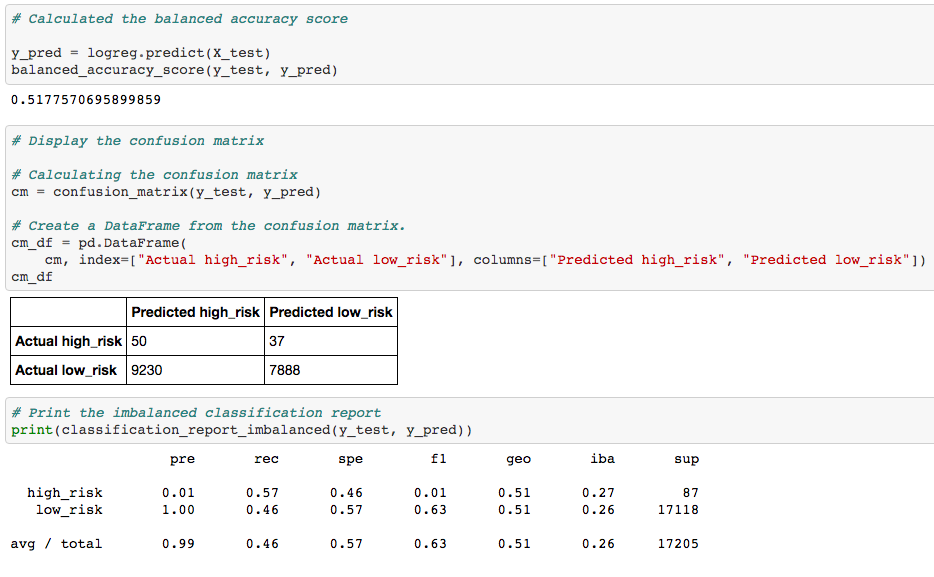 # Calculated the balanced accuracy score
y_pred = logreg.predict(X_test)
balanced_accuracy_score(y_test, y_pred)
0.5177570695899859
# Display the confusion matrix
# Calculating the confusion matrix
cm = confusion_matrix(y_test, y_pred)
# Create a DataFrame from the confusion matrix.
cm_df = pd.DataFrame(
    cm, index=["Actual high_risk", "Actual low_risk"], columns=["Predicted high_risk", "Predicted low_risk"])
cm_df
Predicted high_risk Predicted low_risk
Actual high_risk 50 37
Actual low_risk 9230 7888
# Print the imbalanced classification report
print(classification_report_imbalanced(y_test, y_pred))
pre rec spe f1 geo iba sup
high_risk 0.01 0.57 0.46 0.01 0.51 0.27 87
low_risk 1.00 0.46 0.57 0.63 0.51 0.26 17118
avg / total 0.99 0.46 0.57 0.63 0.51 0.26 17205